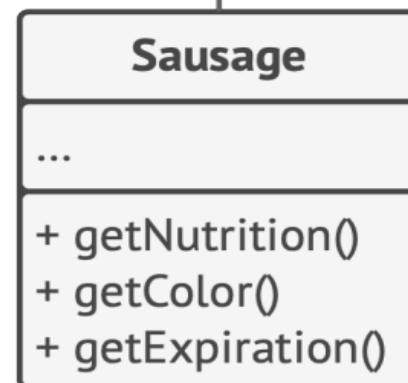 Sausage
...
+ getNutrition()
+ getColor()
+ getExpiration()